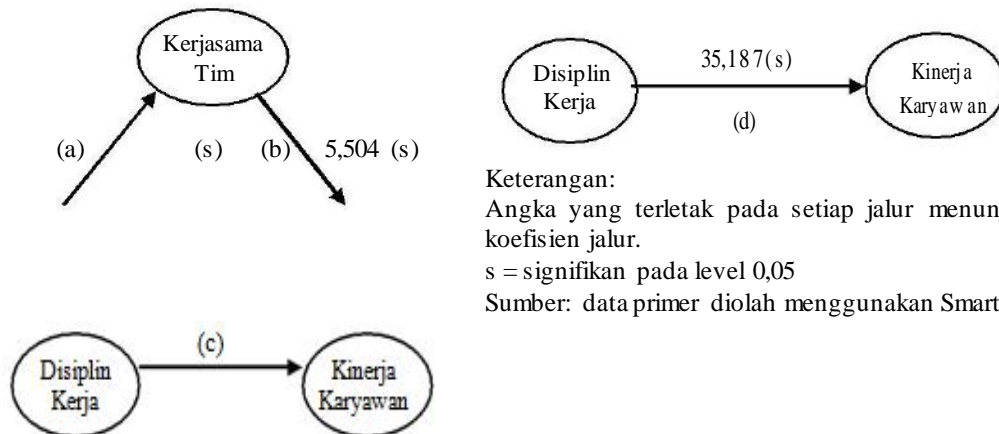 Kerjasama
Tim
(a) (s) (b) 5,504 (s)
(c)
Disiplin
Kerja
Kinerja
Karyawan
35,187(s)
Disiplin
Kerja
Kinerja
Karyawan
(d)
Keterangan:
Angka yang terletak pada setiap jalur menun
koefisien jalur.
s = signifikan pada level 0,05
Sumber: data primer diolah menggunakan Smart